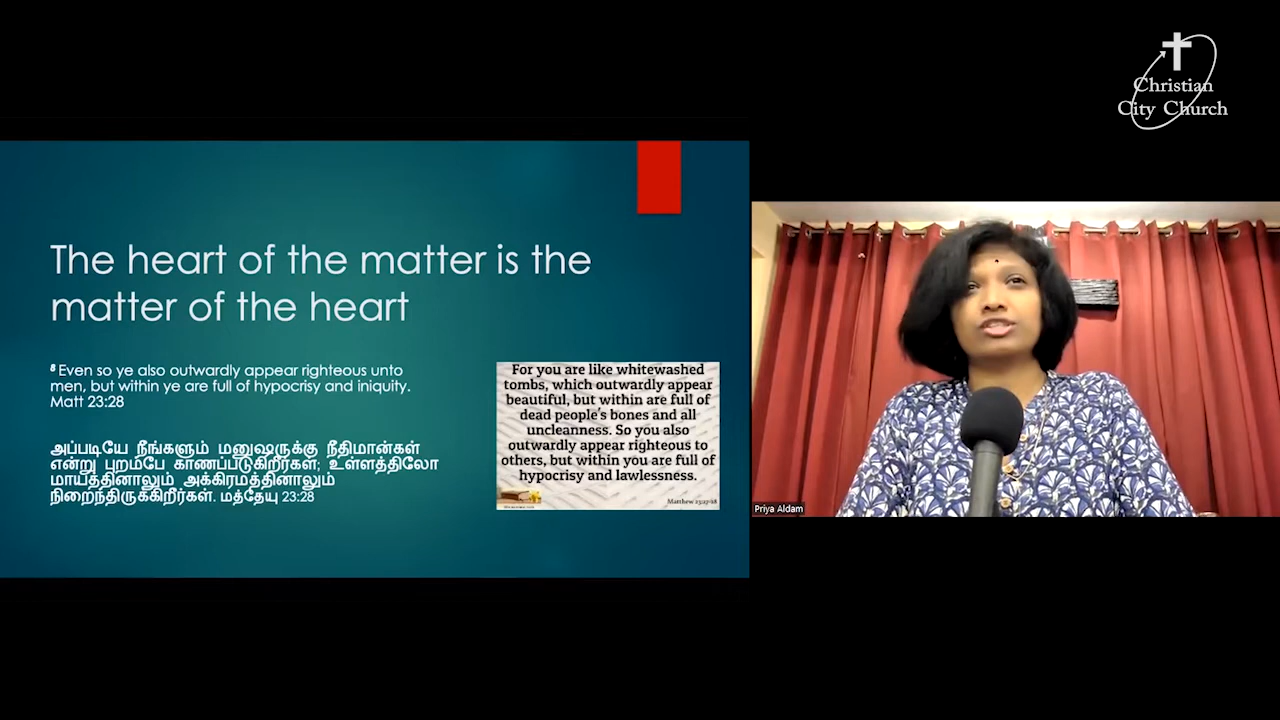 Christian
City Church
The heart of the matter is the
matter of the heart
8 Even so ye also outwardly appear righteous unto
men, but within ye are full of hypocrisy and iniquity.
Matt 23:28
அப்படியே நீங்களும் மனுஷருக்கு நீதிமான்கள்
என்று புறம்பே காணப்படுகிறீர்கள்; உள்ளத்திலோ
மாயத்தினாலும் அக்கிரமத்தினாலும்
நிறைந்திருக்கிறீர்கள். மத்தேயு 23:28
For you are like whitewashed
tombs, which outwardly appear
beautiful, but within are full of
dead people's bones and all
uncleanness. So you also
outwardly appear righteous to
others, but within you are full of
hypocrisy and lawlessness.
Matthew 23:27-28
Priya Aldam